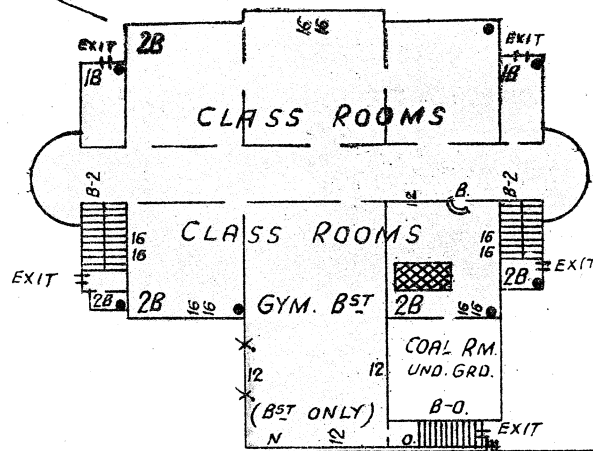 2B
16 16
EXIT
EXIT
1B
1B
CLASS ROOMS
B-2
B-2
12
B.
CLASS ROOMS
16
16
16
16
EXIT
EXIT
2B
2B
2B
16 16
GYM. BST
2B
16 16
COAL RM.
UND. GRD.
12
12
(BST ONLY)
B-0.
N
12
O.
EXIT